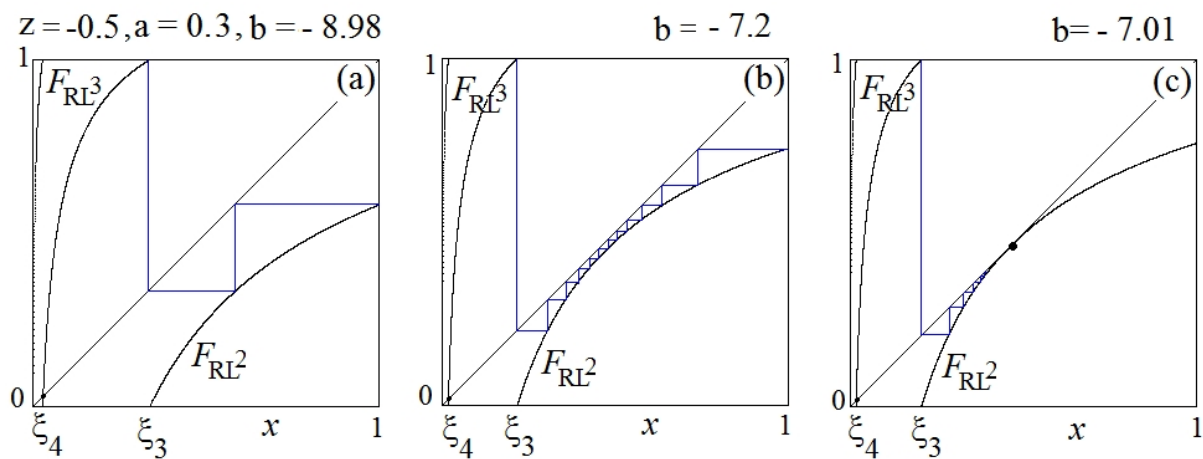 z = -0.5, a = 0.3, b = - 8.98
b = - 7.2
b= - 7.01
1
(a)
F_RL^3
F_RL^2
0
ξ_4
ξ_3
x
1
1
(b)
F_RL^3
F_RL^2
0
ξ_4
ξ_3
x
1
1
(c)
F_RL^3
F_RL^2
0
ξ_4
ξ_3
x
1